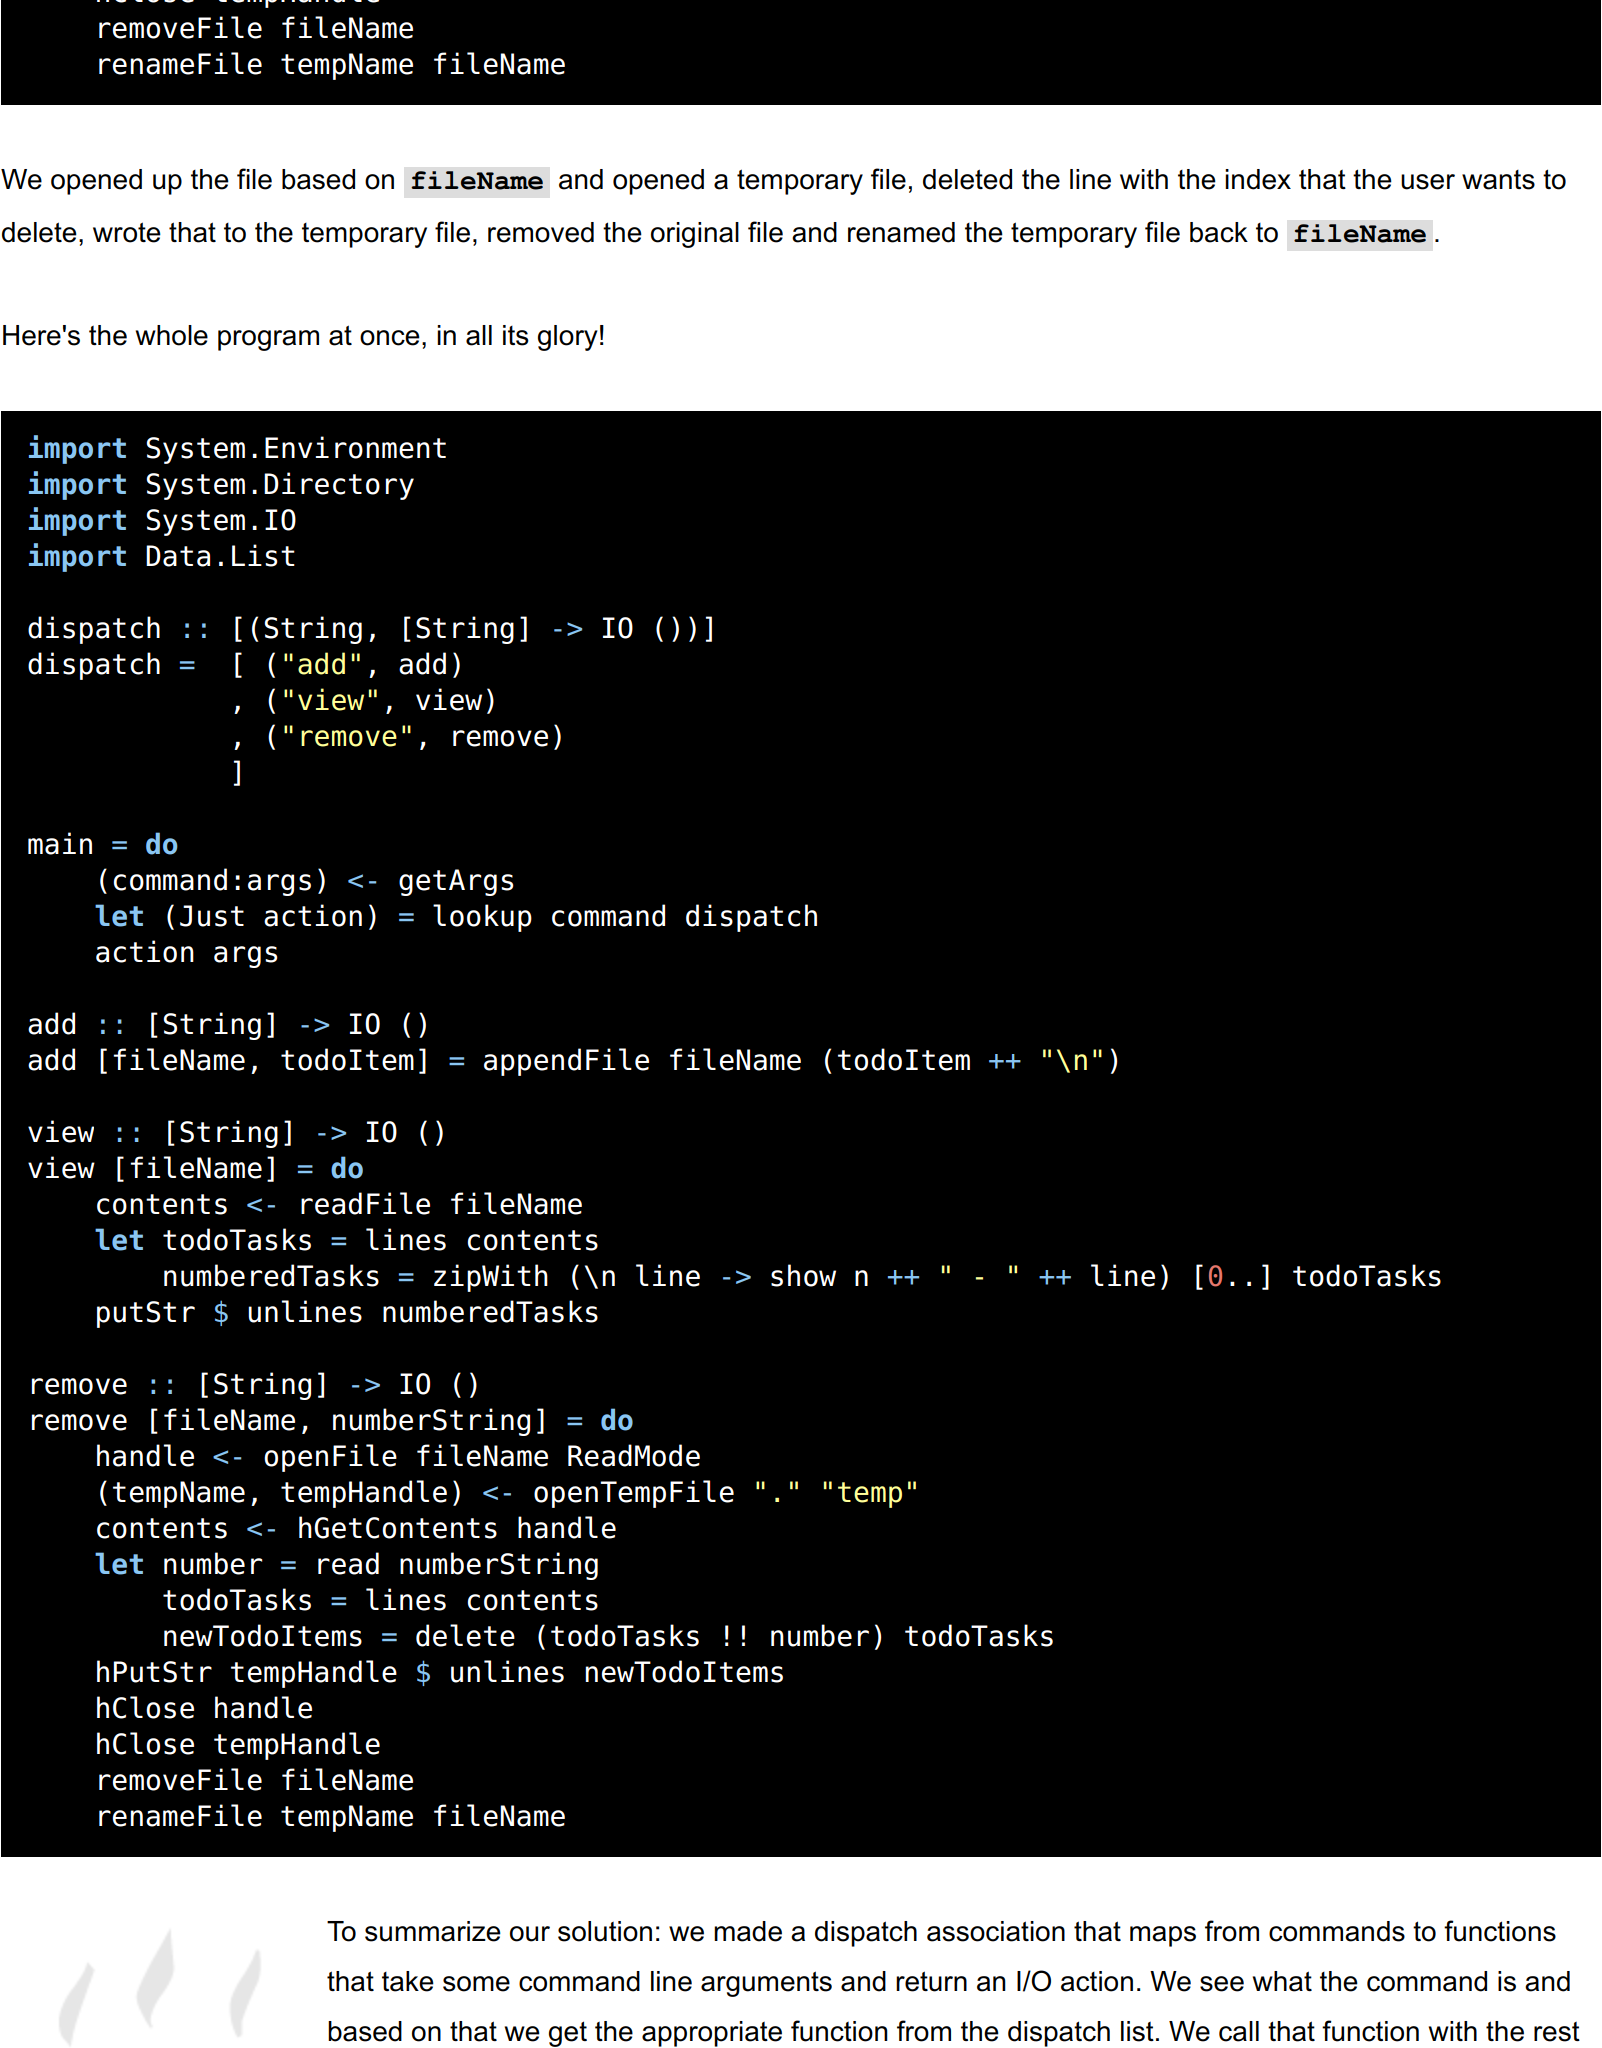 removeFile fileName
    renameFile tempName fileName
We opened up the file based on fileName and opened a temporary file, deleted the line with the index that the user wants to
delete, wrote that to the temporary file, removed the original file and renamed the temporary file back to fileName.
Here's the whole program at once, in all its glory!
import System.Environment
import System.Directory
import System.IO
import Data.List
dispatch :: [(String, [String] -> IO ())]
dispatch =  [ ("add", add)
            , ("view", view)
            , ("remove", remove)
            ]
main = do
    (command:args) <- getArgs
    let (Just action) = lookup command dispatch
    action args
add :: [String] -> IO ()
add [fileName, todoItem] = appendFile fileName (todoItem ++ "\n")
view :: [String] -> IO ()
view [fileName] = do
    contents <- readFile fileName
    let todoTasks = lines contents
        numberedTasks = zipWith (\n line -> show n ++ " - " ++ line) [0..] todoTasks
    putStr $ unlines numberedTasks
remove :: [String] -> IO ()
remove [fileName, numberString] = do
    handle <- openFile fileName ReadMode
    (tempName, tempHandle) <- openTempFile "." "temp"
    contents <- hGetContents handle
    let number = read numberString
        todoTasks = lines contents
        newTodoItems = delete (todoTasks !! number) todoTasks
    hPutStr tempHandle $ unlines newTodoItems
    hClose handle
    hClose tempHandle
    removeFile fileName
    renameFile tempName fileName
To summarize our solution: we made a dispatch association that maps from commands to functions
that take some command line arguments and return an I/O action. We see what the command is and
based on that we get the appropriate function from the dispatch list. We call that function with the rest